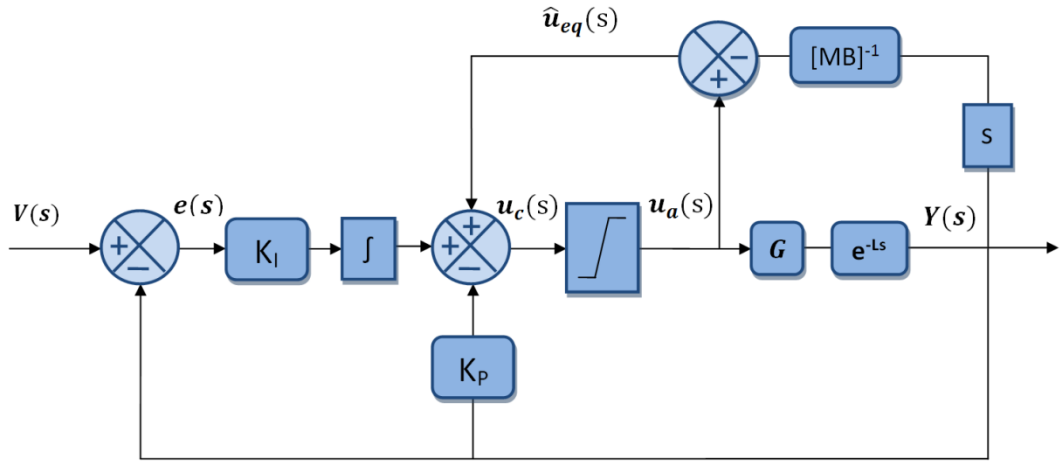 û_eq(s)
−
+
[MB]⁻¹
s
V(s)
e(s)
u_c(s)
u_a(s)
Y(s)
+
−
K_I
∫
+
+
−
G
e^-Ls
K_P